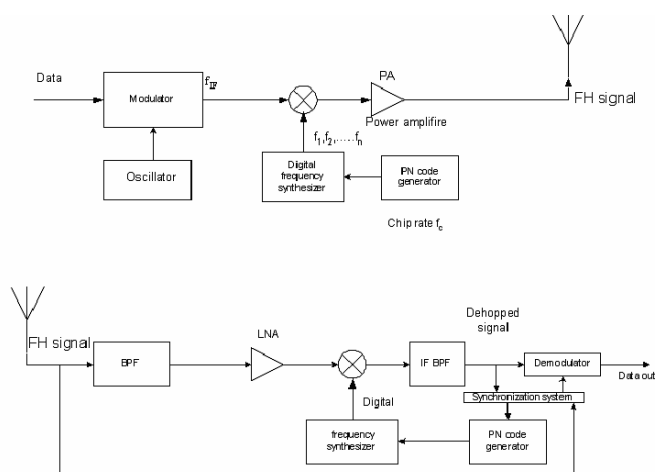 Data
Modulator
f_IF
PA
Power amplifire
FH signal
f1,f2,.....fn
Oscillator
Digital
frequency
synthesizer
PN code
generator
Chip rate fc
FH signal
BPF
LNA
IF BPF
Dehopped
signal
Demodulator
Data out
Synchronization system
Digital
frequency
synthesizer
PN code
generator